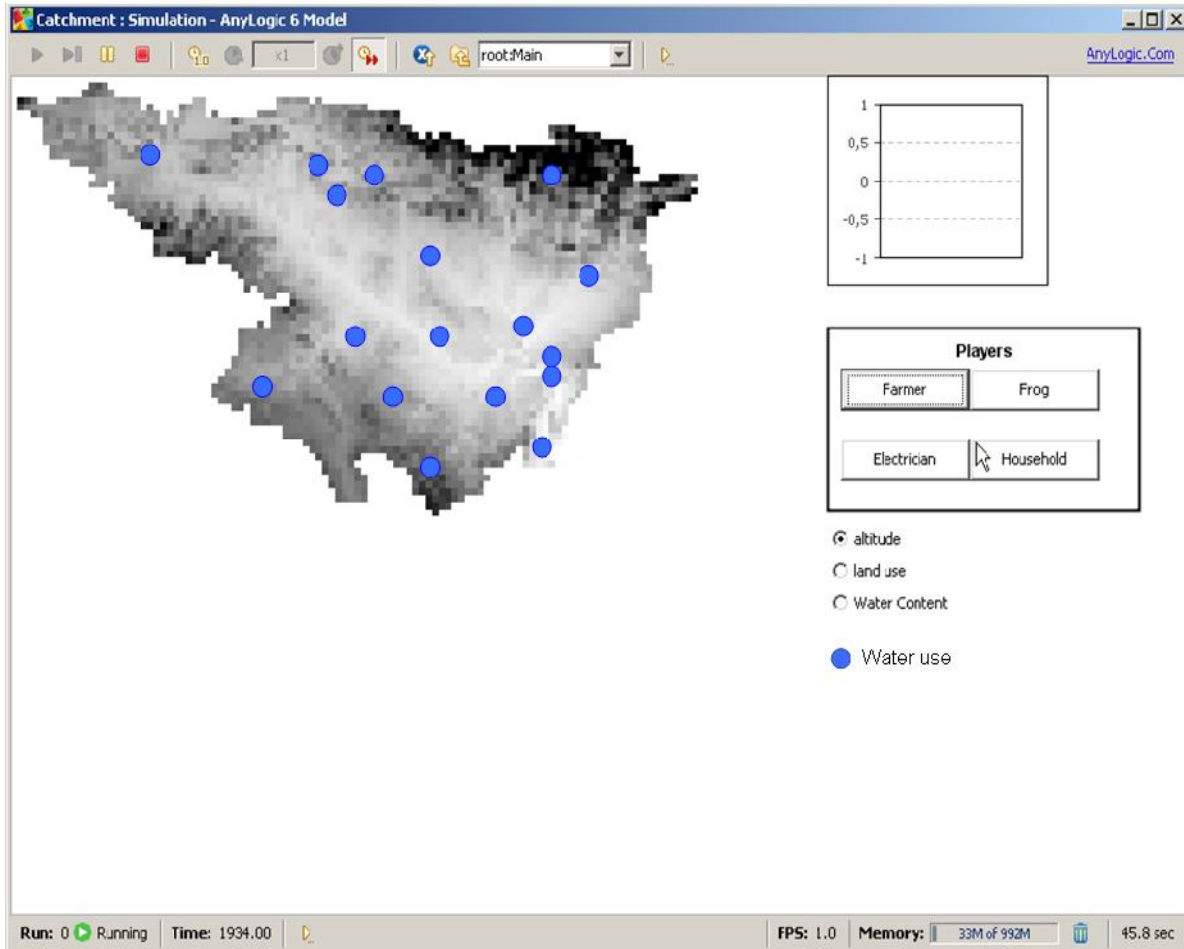 Catchment : Simulation - AnyLogic 6 Model
1.0 x1 root:Main AnyLogic.Com
1
0,5
0
-0,5
-1
Players
Farmer Frog
Electrician Household
altitude
land use
Water Content
Water use
Run: 0 Running Time: 1934.00 FPS: 1.0 Memory: 33M of 992M 45.8 sec